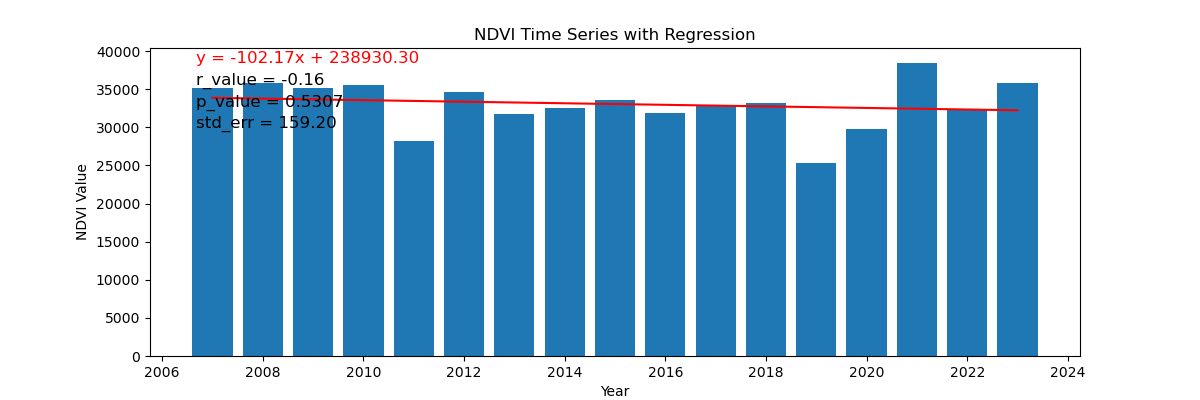 NDVI Time Series with Regression
y = -102.17x + 238930.30
r_value = -0.16
p_value = 0.5307
std_err = 159.20
40000
35000
30000
25000
20000
15000
10000
5000
0
NDVI Value
2006 2008 2010 2012 2014 2016 2018 2020 2022 2024
Year